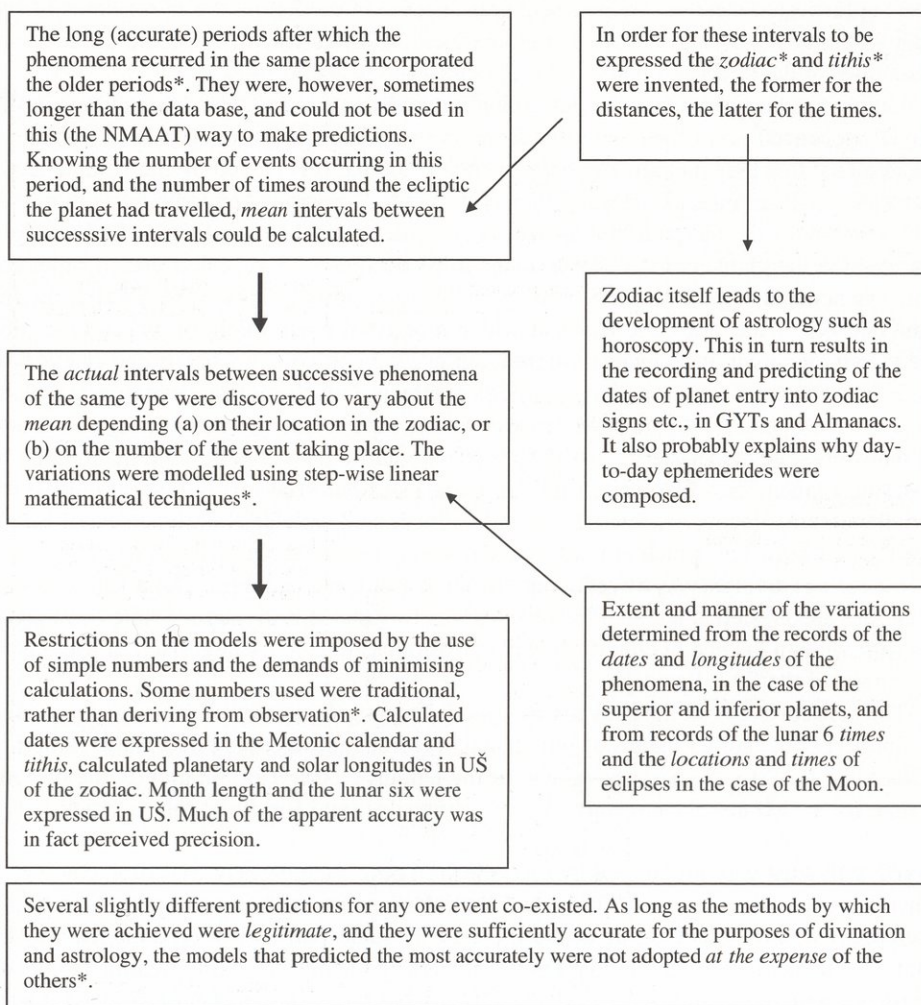 The long (accurate) periods after which the
phenomena recurred in the same place incorporated
the older periods*. They were, however, sometimes
longer than the data base, and could not be used in
this (the NMAAT) way to make predictions.
Knowing the number of events occurring in this
period, and the number of times around the ecliptic
the planet had travelled, mean intervals between
successsive intervals could be calculated.
In order for these intervals to be
expressed the zodiac* and tithis*
were invented, the former for the
distances, the latter for the times.
The actual intervals between successive phenomena
of the same type were discovered to vary about the
mean depending (a) on their location in the zodiac, or
(b) on the number of the event taking place. The
variations were modelled using step-wise linear
mathematical techniques*.
Zodiac itself leads to the
development of astrology such as
horoscopy. This in turn results in
the recording and predicting of the
dates of planet entry into zodiac
signs etc., in GYTs and Almanacs.
It also probably explains why day-
to-day ephemerides were
composed.
Restrictions on the models were imposed by the use
of simple numbers and the demands of minimising
calculations. Some numbers used were traditional,
rather than deriving from observation*. Calculated
dates were expressed in the Metonic calendar and
tithis, calculated planetary and solar longitudes in UŠ
of the zodiac. Month length and the lunar six were
expressed in UŠ. Much of the apparent accuracy was
in fact perceived precision.
Extent and manner of the variations
determined from the records of the
dates and longitudes of the
phenomena, in the case of the
superior and inferior planets, and
from records of the lunar 6 times
and the locations and times of
eclipses in the case of the Moon.
Several slightly different predictions for any one event co-existed. As long as the methods by which
they were achieved were legitimate, and they were sufficiently accurate for the purposes of divination
and astrology, the models that predicted the most accurately were not adopted at the expense of the
others*.